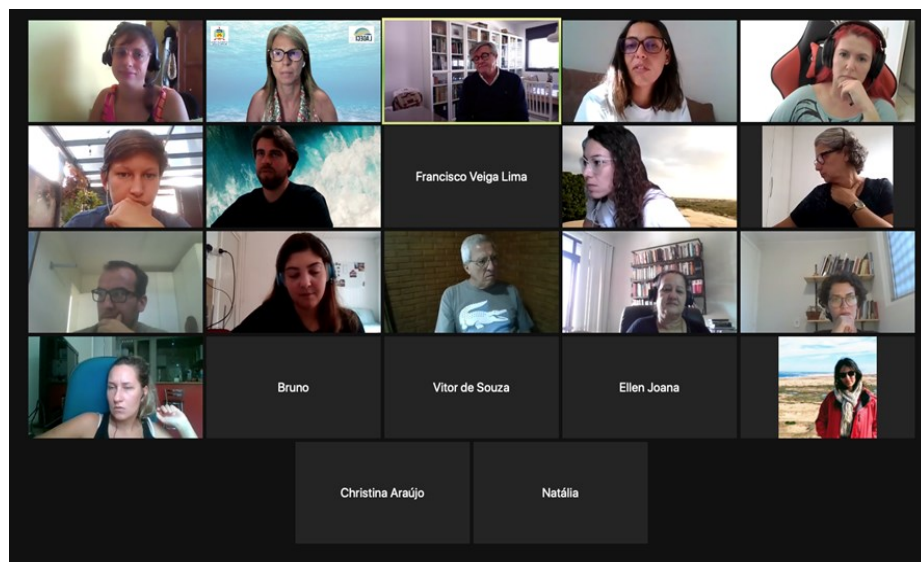 Francisco Veiga Lima
Bruno
Vitor de Souza
Ellen Joana
Christina Araújo
Natália